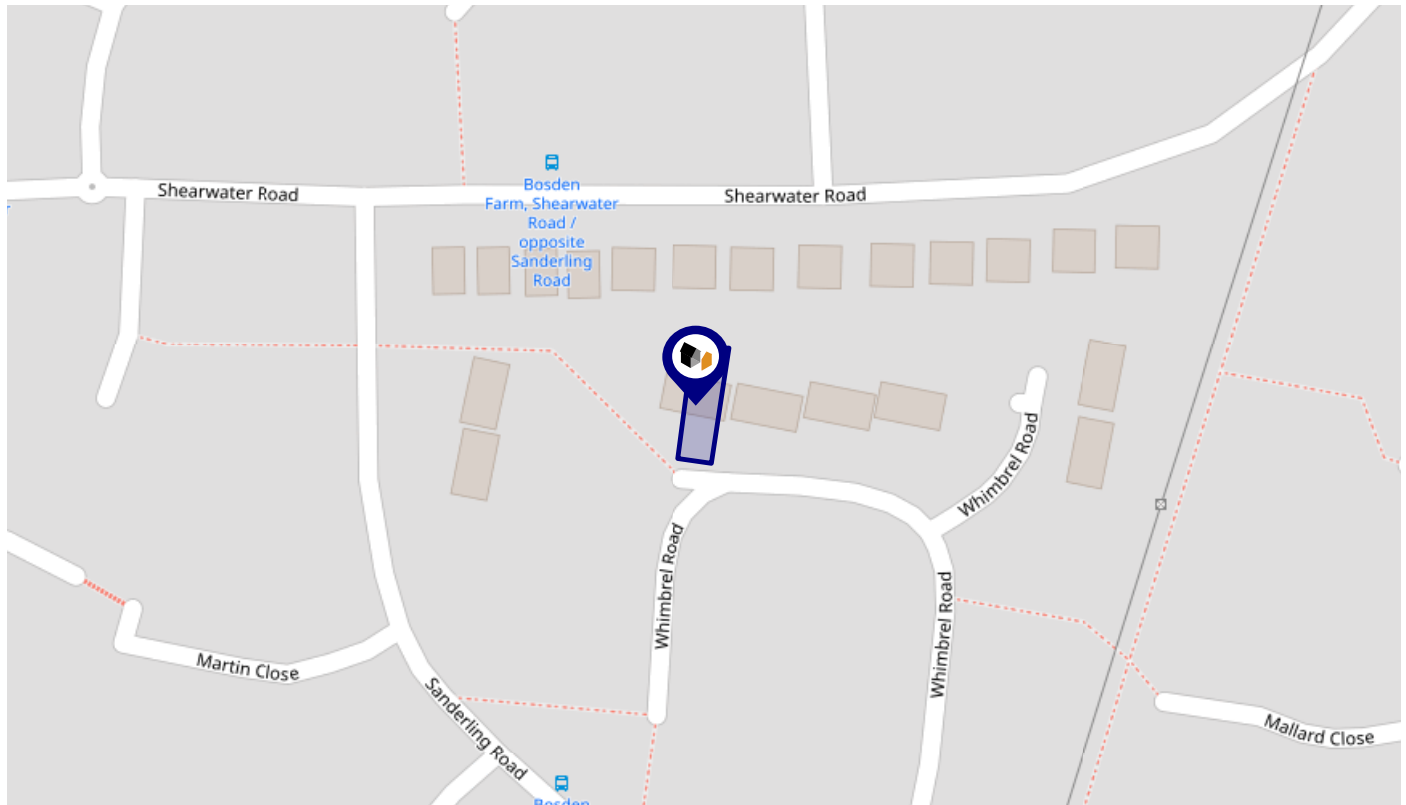 Bosden
Farm, Shearwater
Road /
opposite
Sanderling
Road
Shearwater Road
Shearwater Road
Whimbrel Road
Whimbrel Road
Whimbrel Road
Martin Close
Sanderling Road
Mallard Close
Bosden